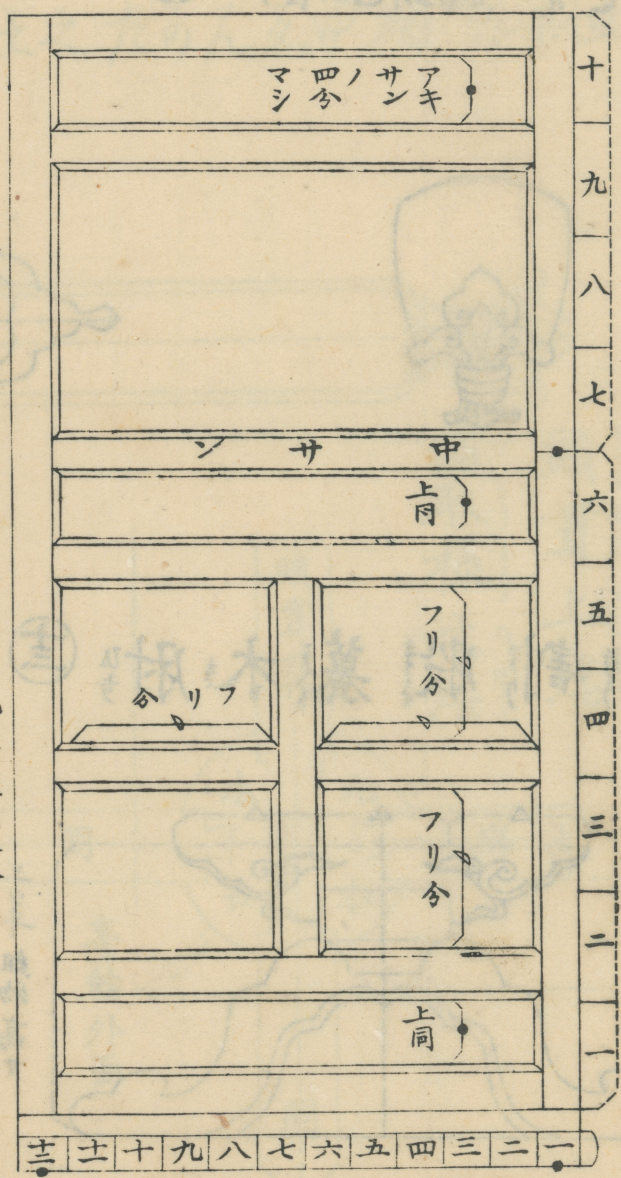 十
九
八
七
六
五
四
三
二
一
アキ
サン
ノ
四分
マシ
中サン
上同
フリ分
フリ分
フリ分
上同
一二三四五六七八九十十一十二